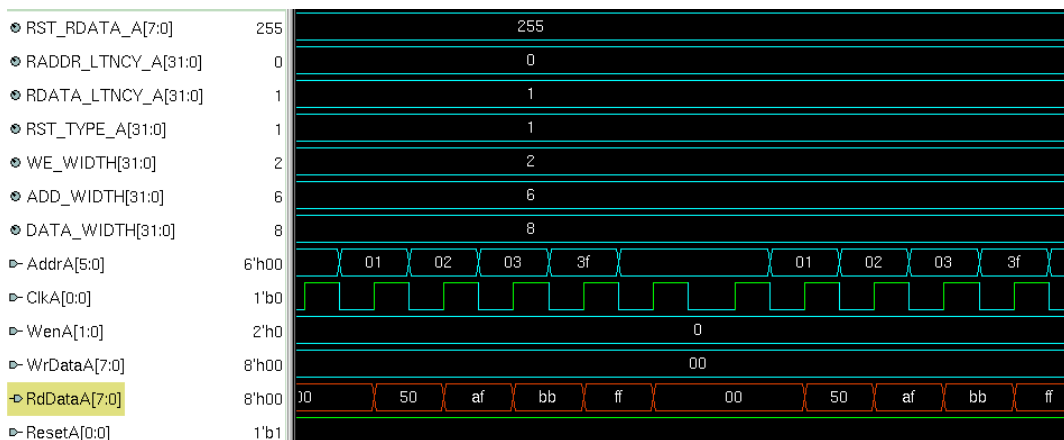 RST_RDATA_A[7:0] 255 255
RADDR_LTNCY_A[31:0] 0 0
RDATA_LTNCY_A[31:0] 1 1
RST_TYPE_A[31:0] 1 1
WE_WIDTH[31:0] 2 2
ADD_WIDTH[31:0] 6 6
DATA_WIDTH[31:0] 8 8
AddrA[5:0] 6'h00 01 02 03 3f 01 02 03 3f
ClkA[0:0] 1'b0
WenA[1:0] 2'h0 0
WrDataA[7:0] 8'h00 00
RdDataA[7:0] 8'h00 00 50 af bb ff 00 50 af bb ff
ResetA[0:0] 1'b1